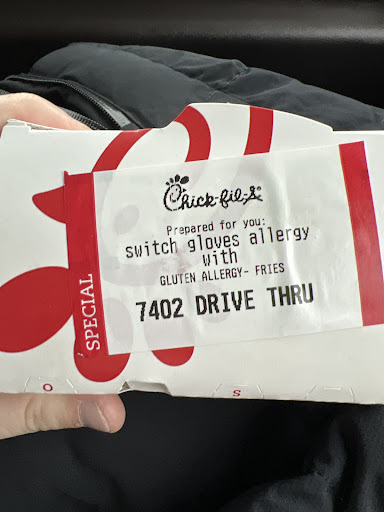 Chick-fil-A
Prepared for you:
switch gloves allergy
with
GLUTEN ALLERGY- FRIES
7402 DRIVE THRU
SPECIAL
O
S